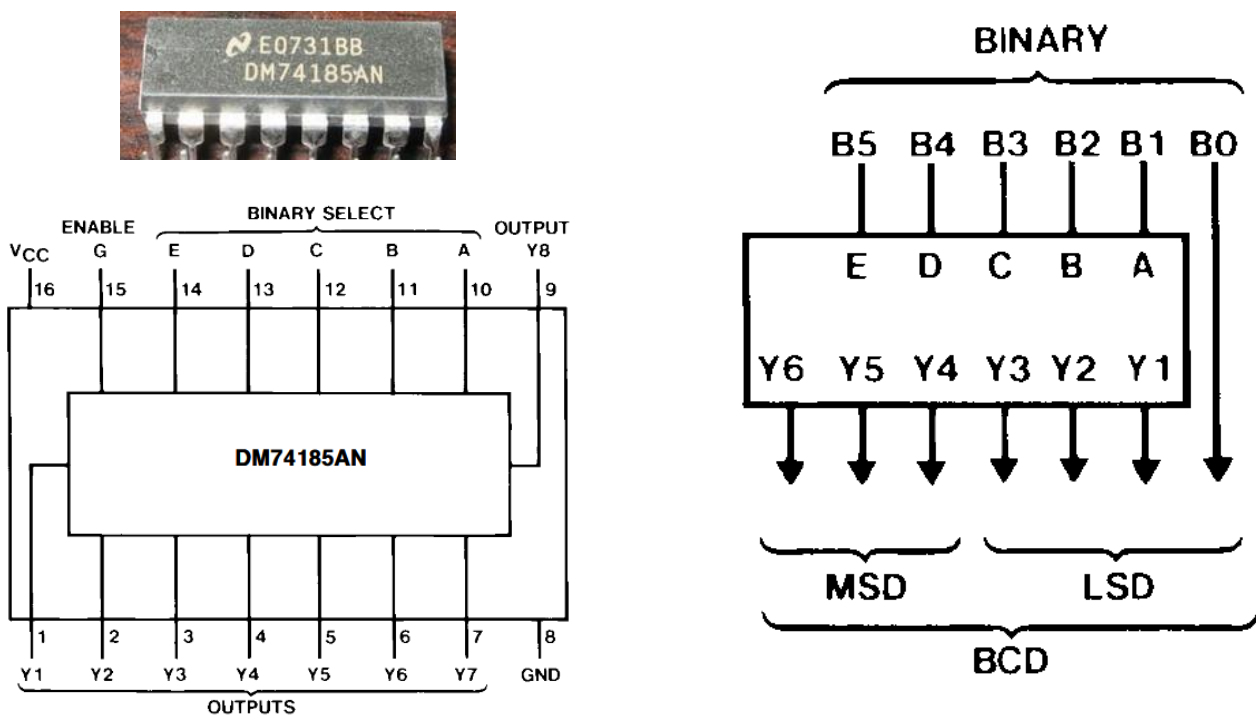 E0731BB
DM74185AN
BINARY SELECT
ENABLE OUTPUT
VCC G E D C B A Y8
16 15 14 13 12 11 10 9
DM74185AN
1 2 3 4 5 6 7 8
Y1 Y2 Y3 Y4 Y5 Y6 Y7 GND
OUTPUTS
BINARY
B5 B4 B3 B2 B1 B0
E D C B A
Y6 Y5 Y4 Y3 Y2 Y1
MSD LSD
BCD